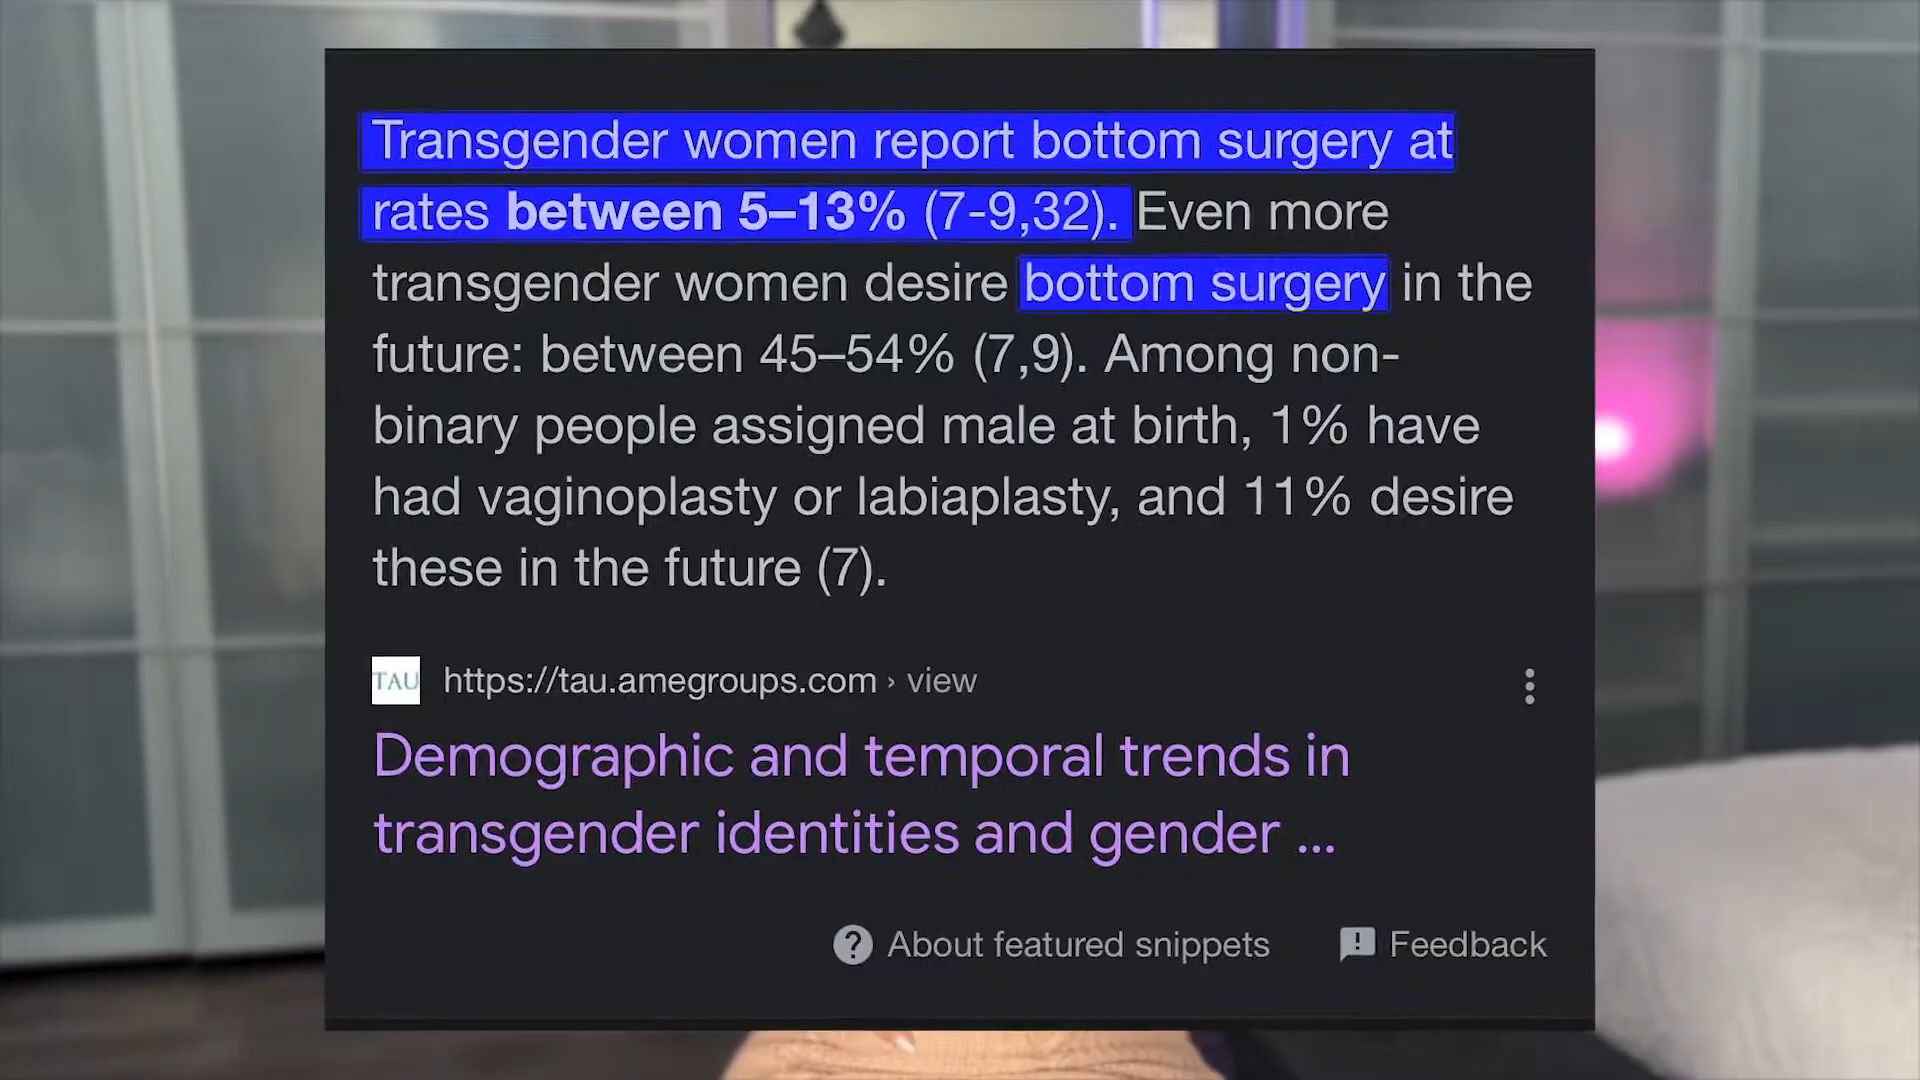 Transgender women report bottom surgery at
rates between 5–13% (7-9,32). Even more
transgender women desire bottom surgery in the
future: between 45–54% (7,9). Among non-
binary people assigned male at birth, 1% have
had vaginoplasty or labiaplasty, and 11% desire
these in the future (7).
TAU https://tau.amegroups.com › view
Demographic and temporal trends in
transgender identities and gender ...
About featured snippets Feedback